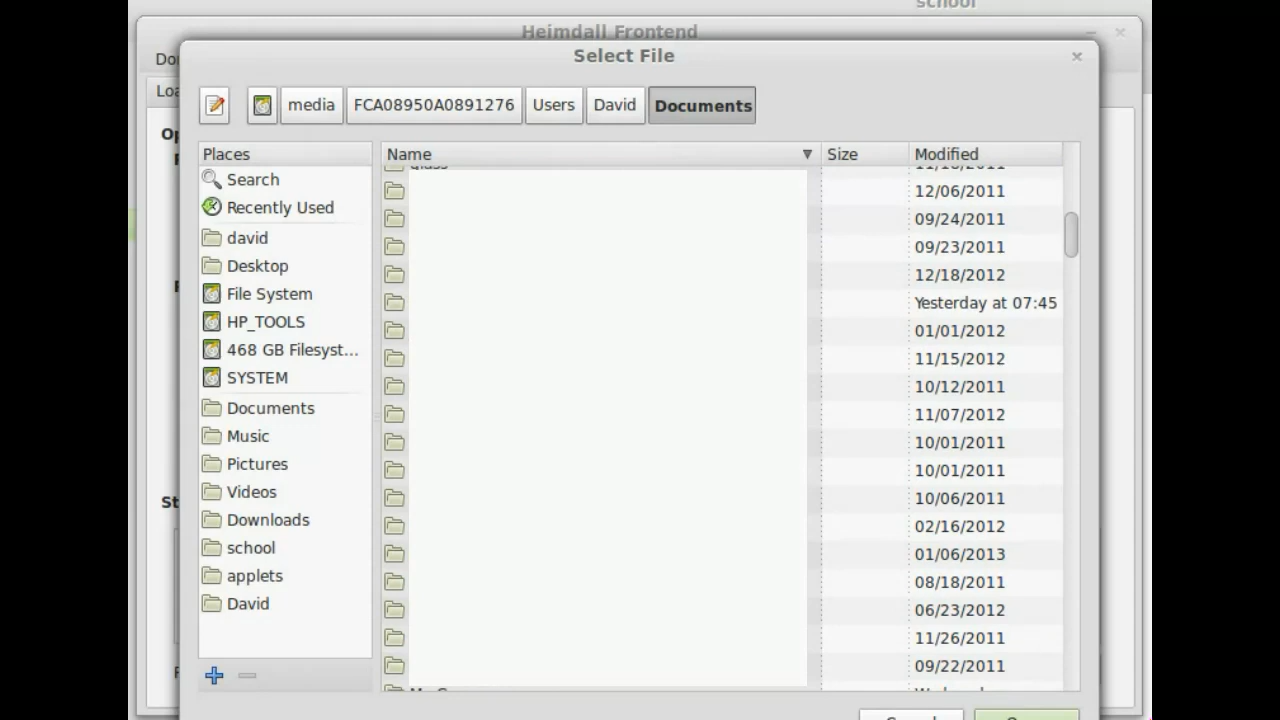 school
Heimdall Frontend
Select File
media FCA08950A0891276 Users David Documents
Places
Search
Recently Used
david
Desktop
File System
HP_TOOLS
468 GB Filesyst...
SYSTEM
Documents
Music
Pictures
Videos
Downloads
school
applets
David
Name Size Modified
12/06/2011
09/24/2011
09/23/2011
12/18/2012
Yesterday at 07:45
01/01/2012
11/15/2012
10/12/2011
11/07/2012
10/01/2011
10/01/2011
10/06/2011
02/16/2012
01/06/2013
08/18/2011
06/23/2012
11/26/2011
09/22/2011